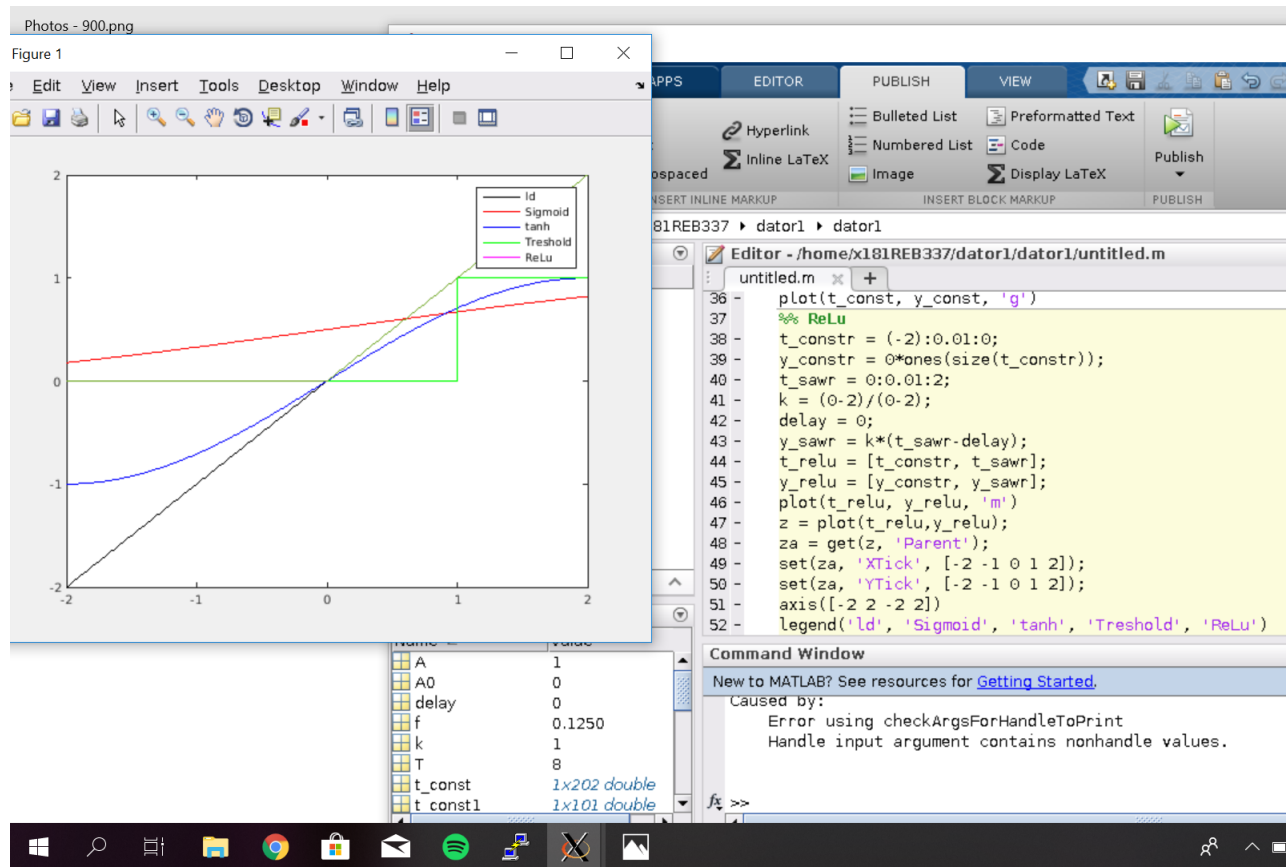 Photos - 900.png
Figure 1
Edit View Insert Tools Desktop Window Help
2
1
0
-1
-2
-2 -1 0 1 2
ld
Sigmoid
tanh
Treshold
ReLu
APPS EDITOR PUBLISH VIEW
Hyperlink
Inline LaTeX
ospaced
NSERT INLINE MARKUP
Bulleted List
Numbered List
Image
Preformatted Text
Code
Display LaTeX
INSERT BLOCK MARKUP
Publish
PUBLISH
81REB337 ▸ dator1 ▸ dator1
Editor - /home/x181REB337/dator1/dator1/untitled.m
untitled.m
36 - plot(t_const, y_const, 'g')
37 %% ReLu
38 - t_constr = (-2):0.01:0;
39 - y_constr = 0*ones(size(t_constr));
40 - t_sawr = 0:0.01:2;
41 - k = (0-2)/(0-2);
42 - delay = 0;
43 - y_sawr = k*(t_sawr-delay);
44 - t_relu = [t_constr, t_sawr];
45 - y_relu = [y_constr, y_sawr];
46 - plot(t_relu, y_relu, 'm')
47 - z = plot(t_relu,y_relu);
48 - za = get(z, 'Parent');
49 - set(za, 'XTick', [-2 -1 0 1 2]);
50 - set(za, 'YTick', [-2 -1 0 1 2]);
51 - axis([-2 2 -2 2])
52 - legend('ld', 'Sigmoid', 'tanh', 'Treshold', 'ReLu')
Name Value
A 1
A0 0
delay 0
f 0.1250
k 1
T 8
t_const 1x202 double
t_const1 1x101 double
Command Window
New to MATLAB? See resources for Getting Started.
Caused by:
Error using checkArgsForHandleToPrint
Handle input argument contains nonhandle values.
fx >>